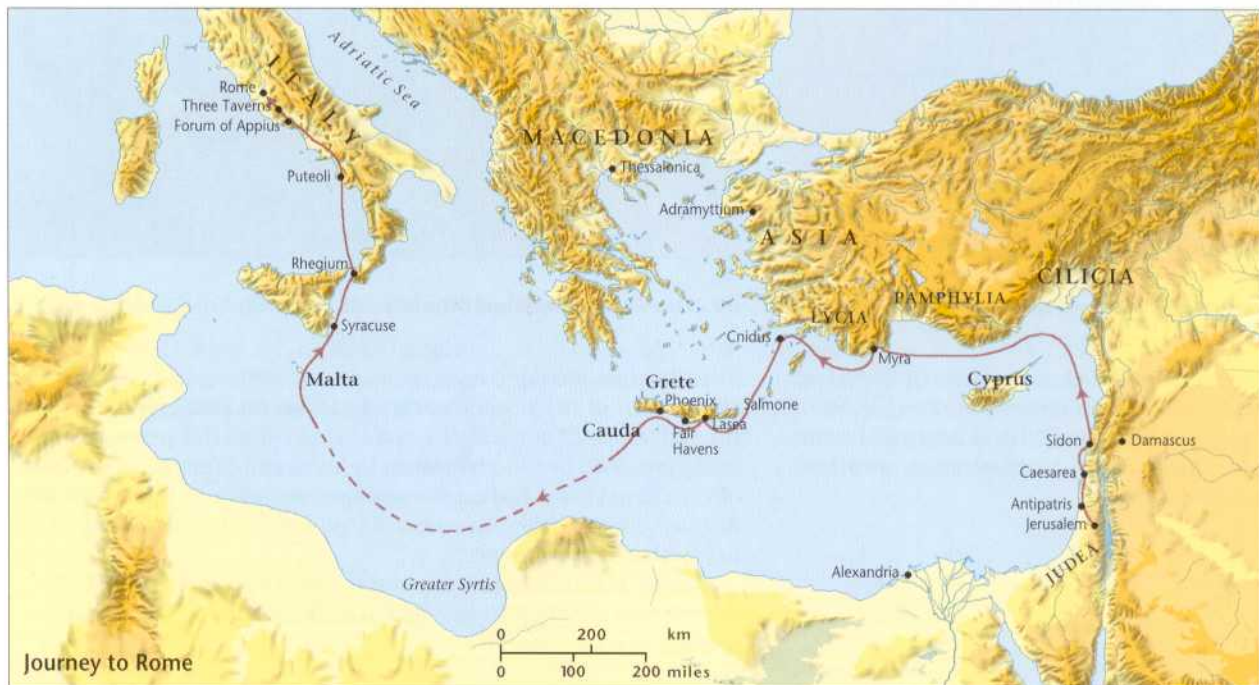 Adriatic Sea
ITALY
Rome
Three Taverns
Forum of Appius
MACEDONIA
Thessalonica
Puteoli
Adramyttium
ASIA
Rhegium
CILICIA
PAMPHYLIA
LYCIA
Syracuse
Cnidus
Myra
Malta
Grete
Cyprus
Phoenix
Salmone
Lasea
Cauda
Fair
Havens
Sidon
Damascus
Caesarea
Antipatris
Jerusalem
JUDEA
Alexandria
Greater Syrtis
0 200 km
0 100 200 miles
Journey to Rome